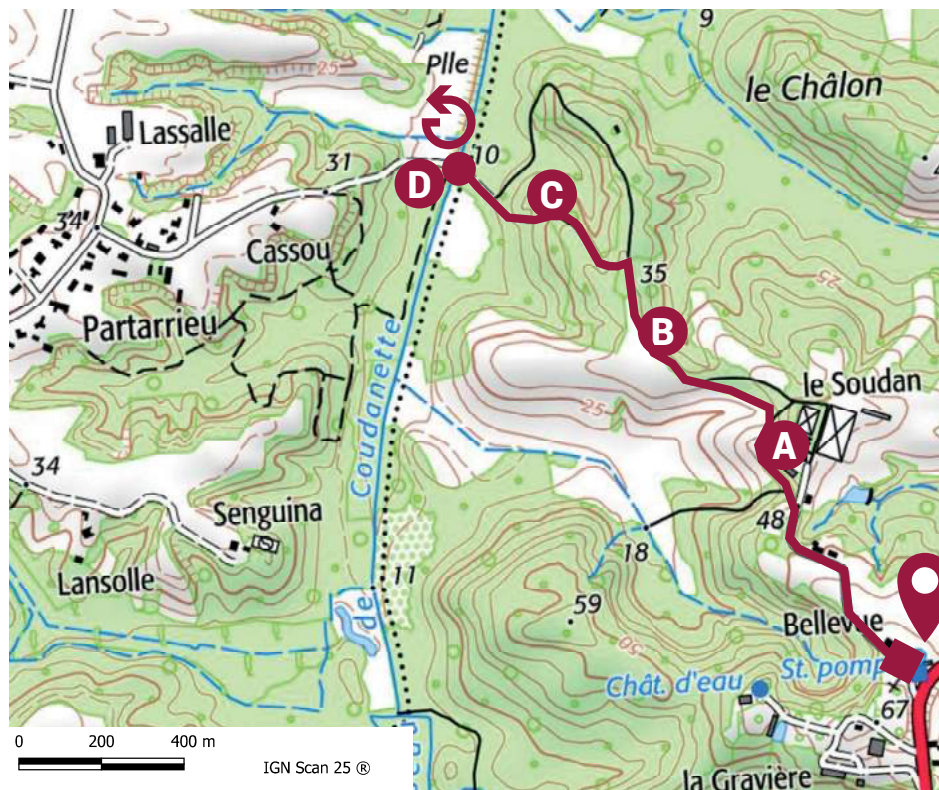 9
Plle
25
le Châlon
Lassalle
31
10
D
C
34
Cassou
35
25
Partarrieu
B
le Soudan
25
A
Coudanette
34
Senguina
48
18
Lansolle
11
59
de
Bellevue
50
St. pomp
Chât. d'eau
67
la Gravière
0 200 400 m
IGN Scan 25 ®